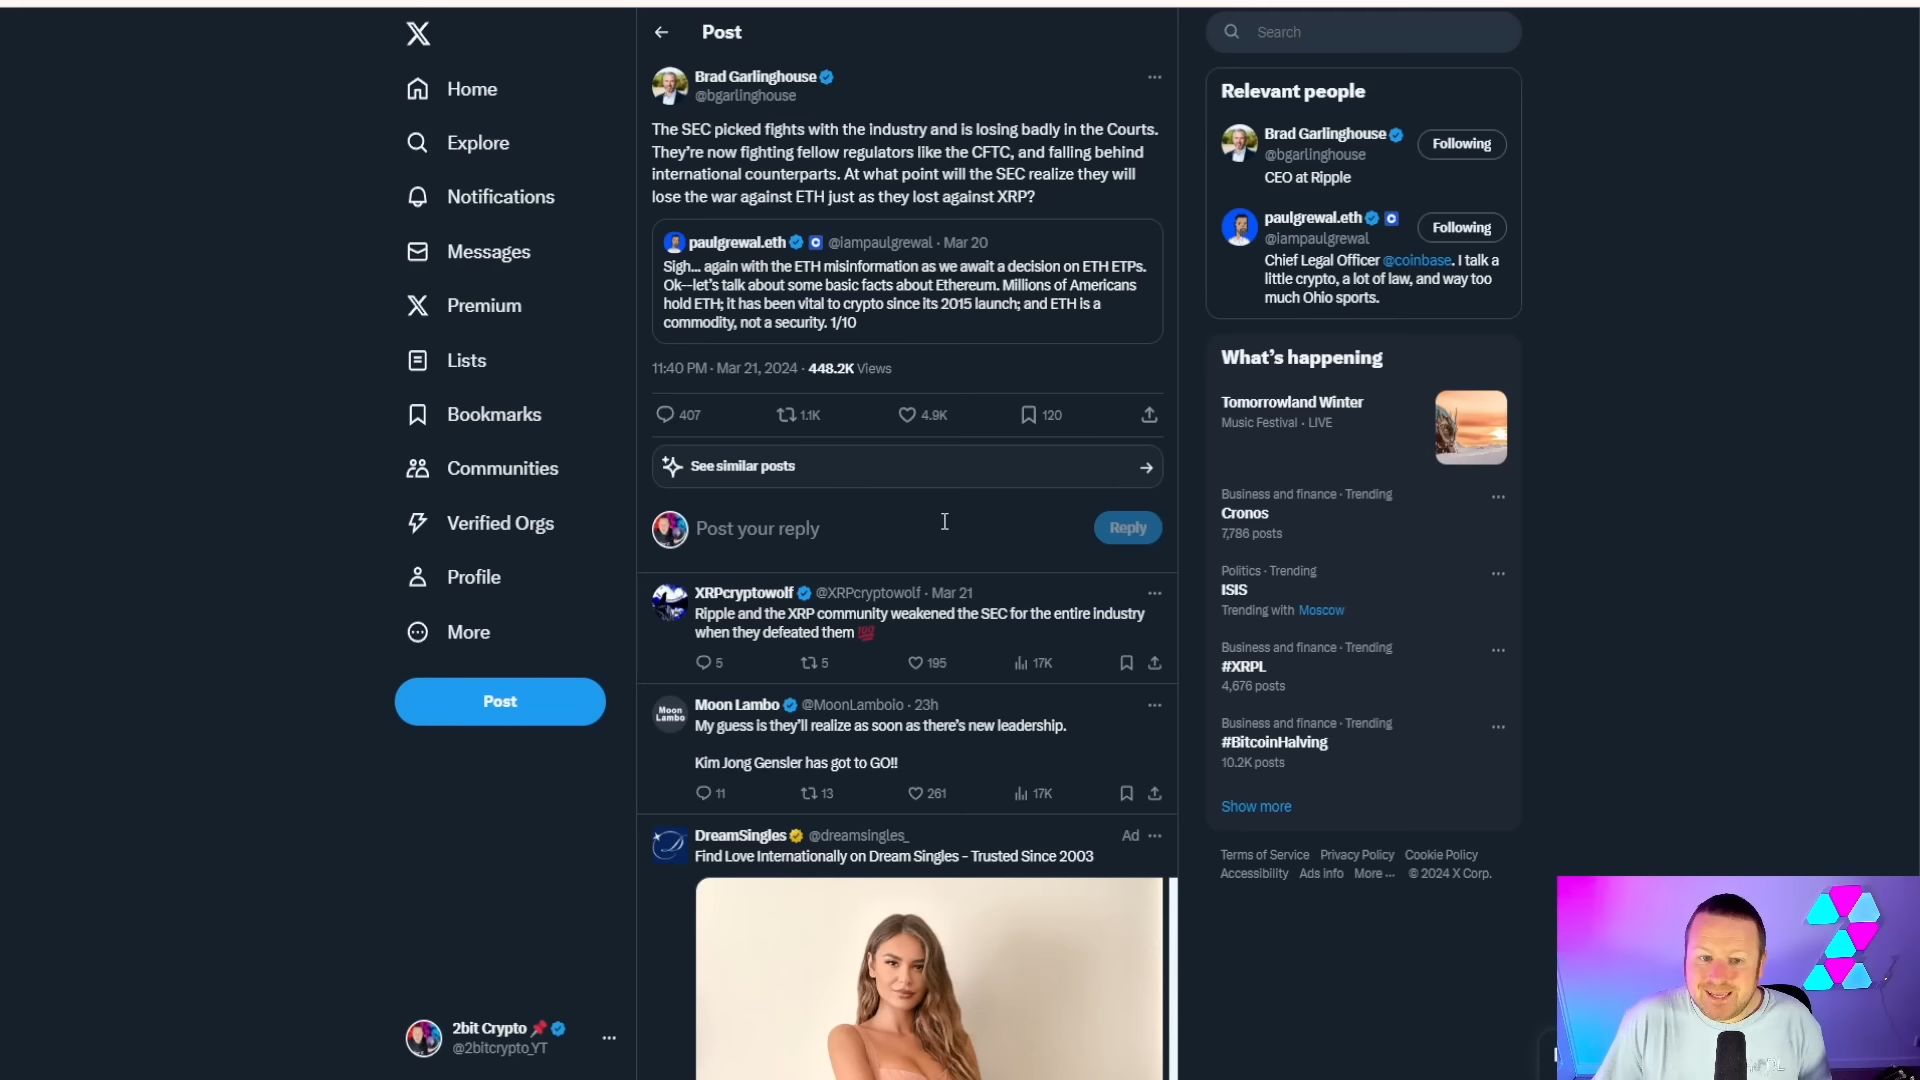 Post
Search
Home
Explore
Notifications
Messages
Premium
Lists
Bookmarks
Communities
Verified Orgs
Profile
More
Post
2bit Crypto
@2bitcrypto_YT
Brad Garlinghouse
@bgarlinghouse
The SEC picked fights with the industry and is losing badly in the Courts.
They're now fighting fellow regulators like the CFTC, and falling behind
international counterparts. At what point will the SEC realize they will
lose the war against ETH just as they lost against XRP?
paulgrewal.eth @iampaulgrewal · Mar 20
Sigh... again with the ETH misinformation as we await a decision on ETH ETPs.
Ok—let's talk about some basic facts about Ethereum. Millions of Americans
hold ETH; it has been vital to crypto since its 2015 launch; and ETH is a
commodity, not a security. 1/10
11:40 PM · Mar 21, 2024 · 448.2K Views
407 1.1K 4.9K 120
See similar posts
Post your reply
Reply
XRPcryptowolf @XRPcryptowolf · Mar 21
Ripple and the XRP community weakened the SEC for the entire industry
when they defeated them 💯
5 5 195 17K
Moon Lambo
Moon Lambo @MoonLamboio · 23h
My guess is they'll realize as soon as there's new leadership.
Kim Jong Gensler has got to GO!!
11 13 261 17K
DreamSingles @dreamsingles_ Ad
Find Love Internationally on Dream Singles - Trusted Since 2003
Relevant people
Brad Garlinghouse
@bgarlinghouse
Following
CEO at Ripple
paulgrewal.eth
@iampaulgrewal
Following
Chief Legal Officer @coinbase. I talk a
little crypto, a lot of law, and way too
much Ohio sports.
What's happening
Tomorrowland Winter
Music Festival · LIVE
Business and finance · Trending
Cronos
7,786 posts
Politics · Trending
ISIS
Trending with Moscow
Business and finance · Trending
#XRPL
4,676 posts
Business and finance · Trending
#BitcoinHalving
10.2K posts
Show more
Terms of Service Privacy Policy Cookie Policy
Accessibility Ads info More ... © 2024 X Corp.